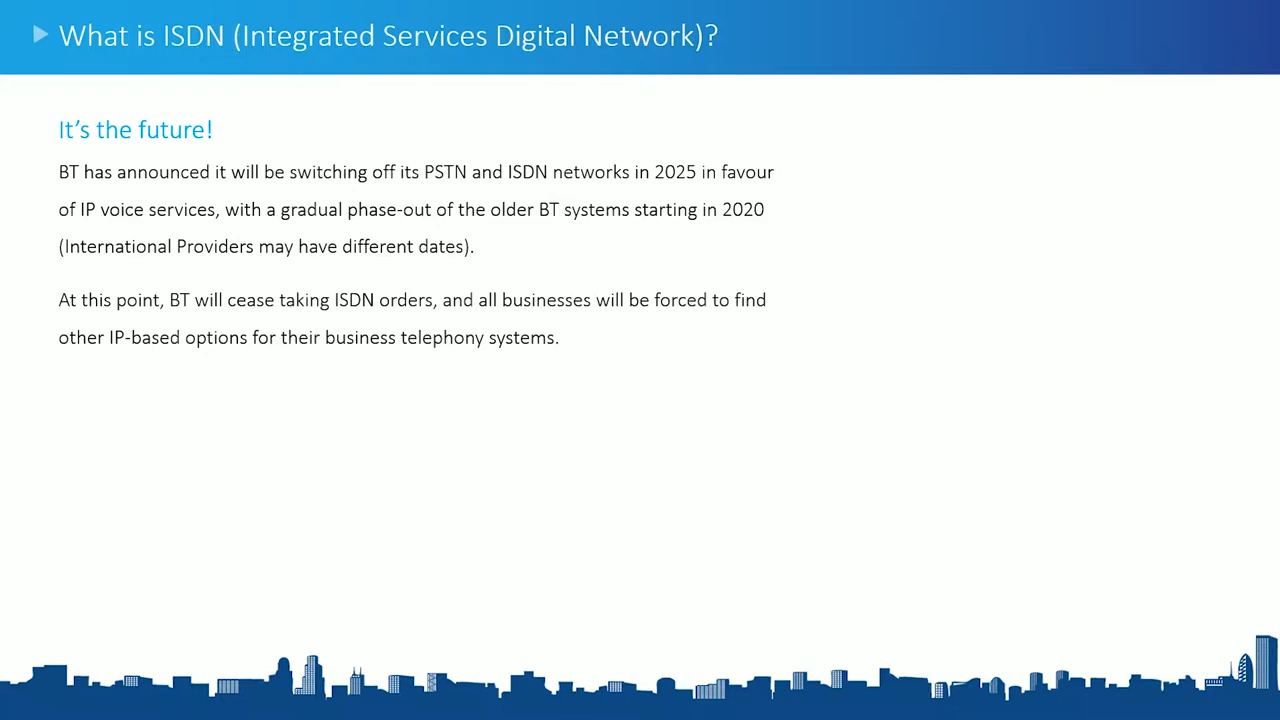 What is ISDN (Integrated Services Digital Network)?
It’s the future!
BT has announced it will be switching off its PSTN and ISDN networks in 2025 in favour
of IP voice services, with a gradual phase-out of the older BT systems starting in 2020
(International Providers may have different dates).
At this point, BT will cease taking ISDN orders, and all businesses will be forced to find
other IP-based options for their business telephony systems.